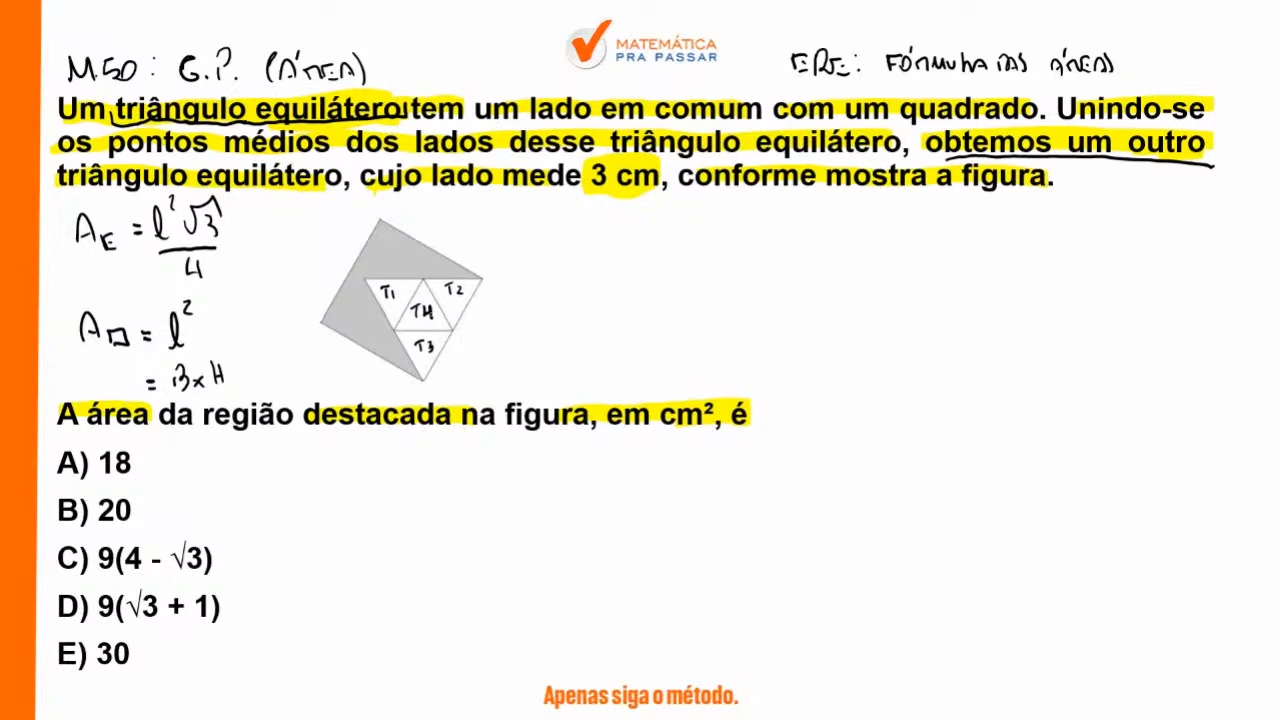 MATEMÁTICA
PRA PASSAR
M.SD: G.P. (ÁREA)
ERE: FÓRMULA DAS ÁREAS
Um triângulo equilátero tem um lado em comum com um quadrado. Unindo-se
os pontos médios dos lados desse triângulo equilátero, obtemos um outro
triângulo equilátero, cujo lado mede 3 cm, conforme mostra a figura.
A_E = l²√3
4
T1 T2
T4
T3
A□ = l²
= B x H
A área da região destacada na figura, em cm², é
A) 18
B) 20
C) 9(4 - √3)
D) 9(√3 + 1)
E) 30
Apenas siga o método.